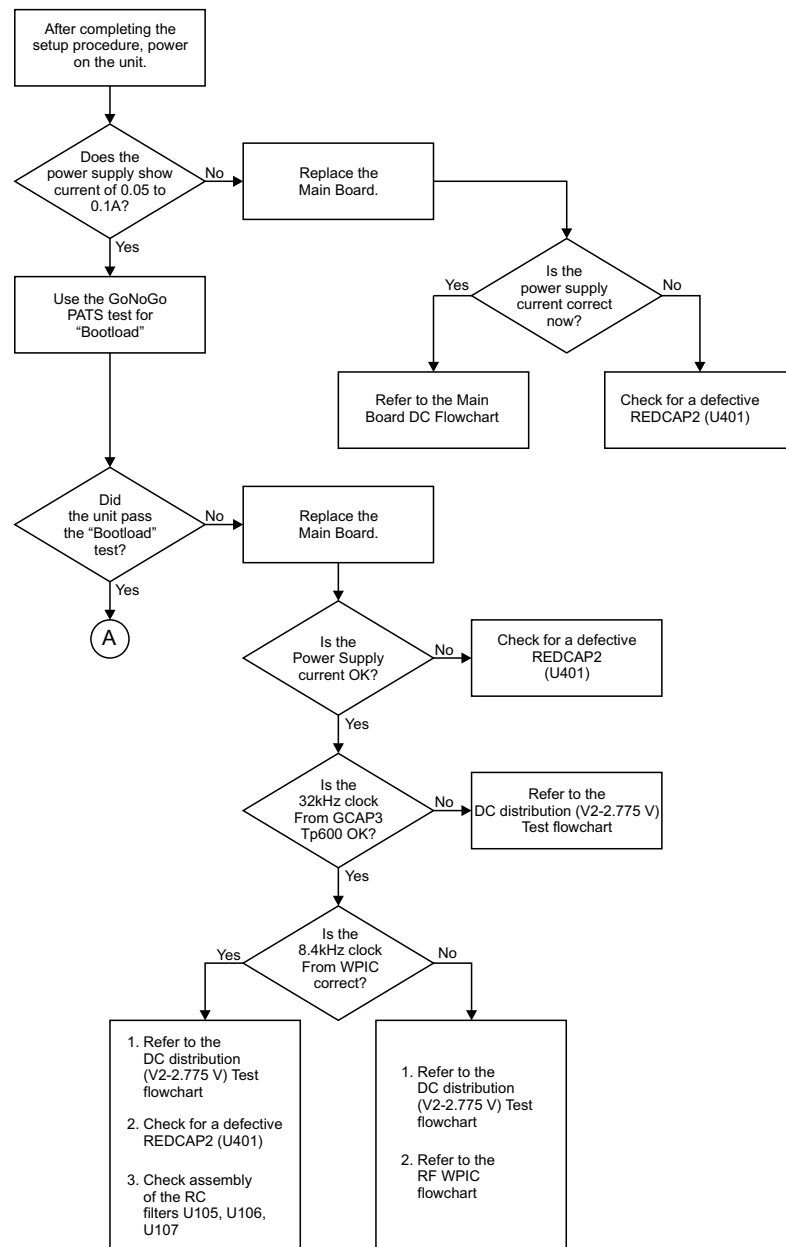 After completing the
setup procedure, power
on the unit.
Does the
power supply show
current of 0.05 to
0.1A?
No
Replace the
Main Board.
Yes
Is the
power supply
current correct
now?
Yes
No
Use the GoNoGo
PATS test for
“Bootload”
Refer to the Main
Board DC Flowchart
Check for a defective
REDCAP2 (U401)
Did
the unit pass
the “Bootload”
test?
No
Replace the
Main Board.
Yes
A
Is the
Power Supply
current OK?
No
Check for a defective
REDCAP2
(U401)
Yes
Is the
32kHz clock
From GCAP3
Tp600 OK?
No
Refer to the
DC distribution (V2-2.775 V)
Test flowchart
Yes
Is the
8.4kHz clock
From WPIC
correct?
Yes
No
1. Refer to the
DC distribution
(V2-2.775 V) Test
flowchart
2. Check for a defective
REDCAP2 (U401)
3. Check assembly
of the RC
filters U105, U106,
U107
1. Refer to the
DC distribution
(V2-2.775 V) Test
flowchart
2. Refer to the
RF WPIC
flowchart